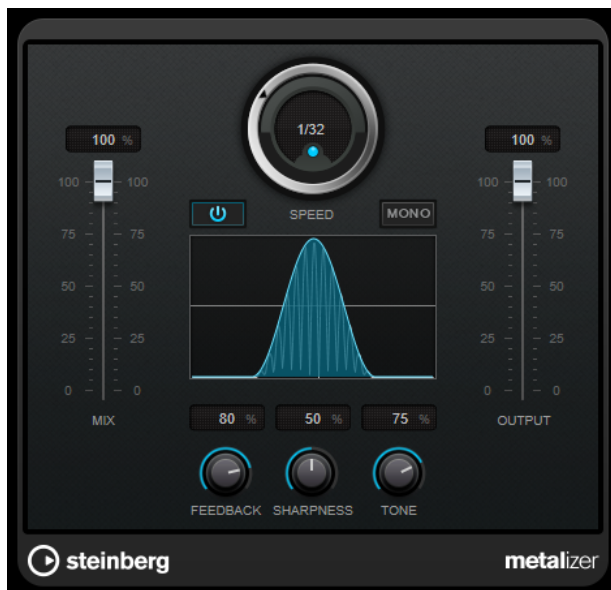 1/32
100 %
100 %
SPEED
MONO
100 100
75 75
50 50
25 25
0 0
MIX
100 100
75 75
50 50
25 25
0 0
OUTPUT
80 %
50 %
75 %
FEEDBACK
SHARPNESS
TONE
steinberg
metalizer